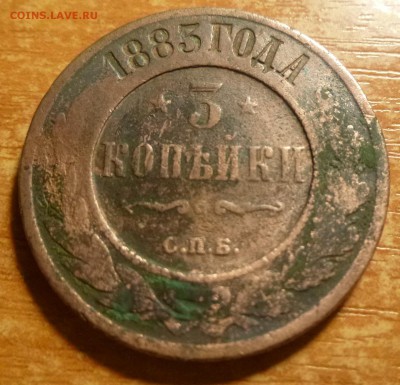 COINS.LAVE.RU
1883 ГОДА
3
КОПѢЙКИ
С.П.Б.